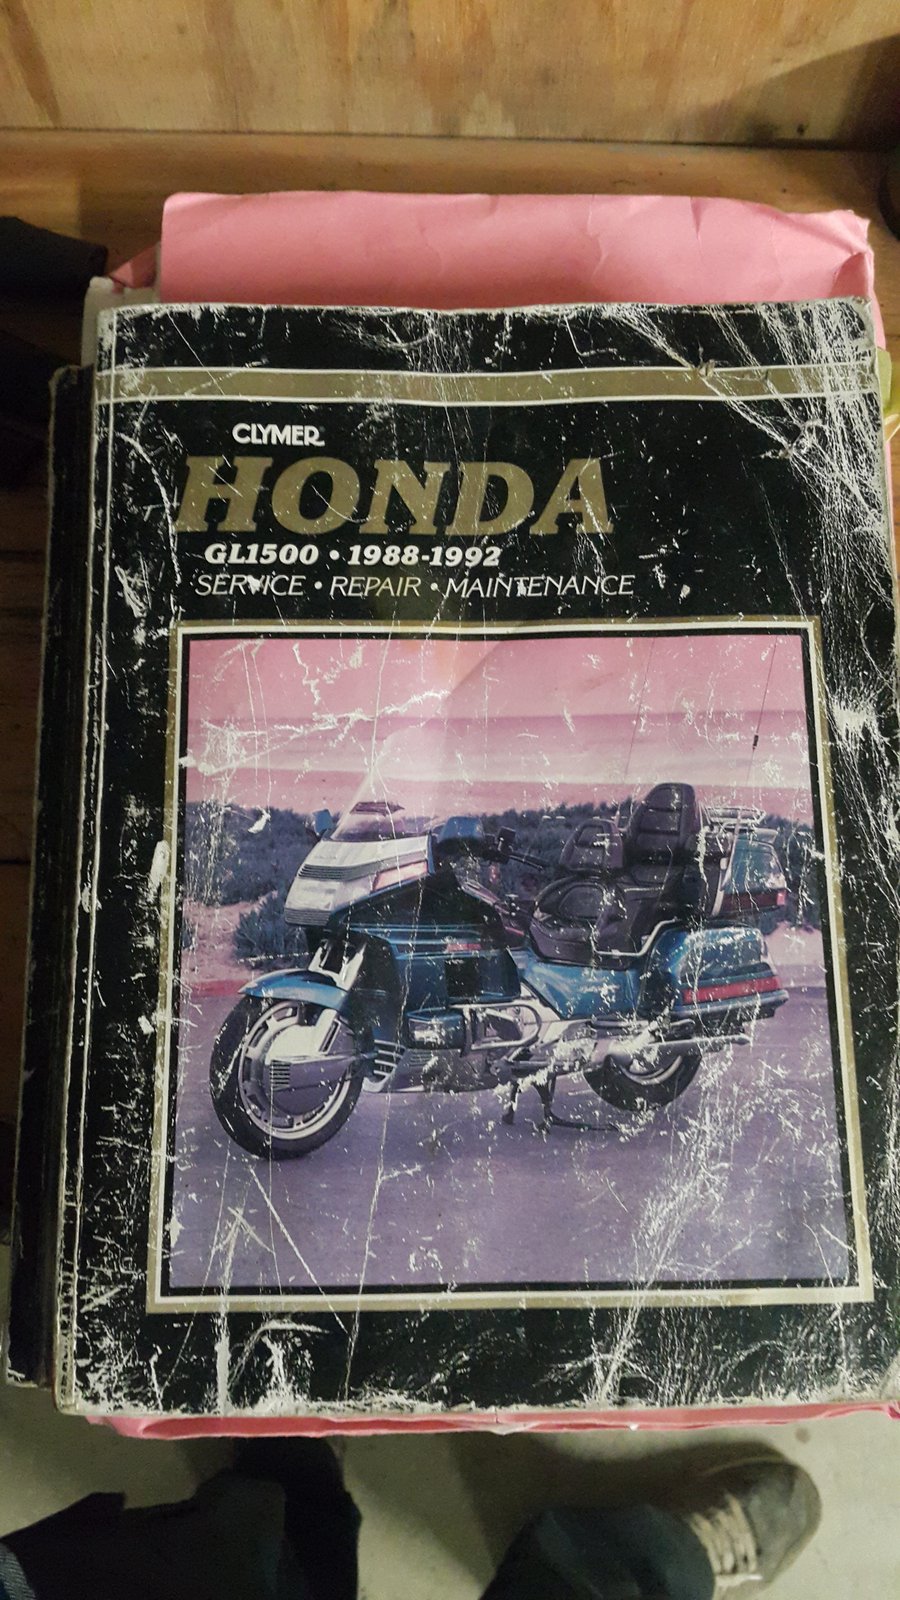 CLYMER®
HONDA
GL1500 • 1988-1992
SERVICE • REPAIR • MAINTENANCE